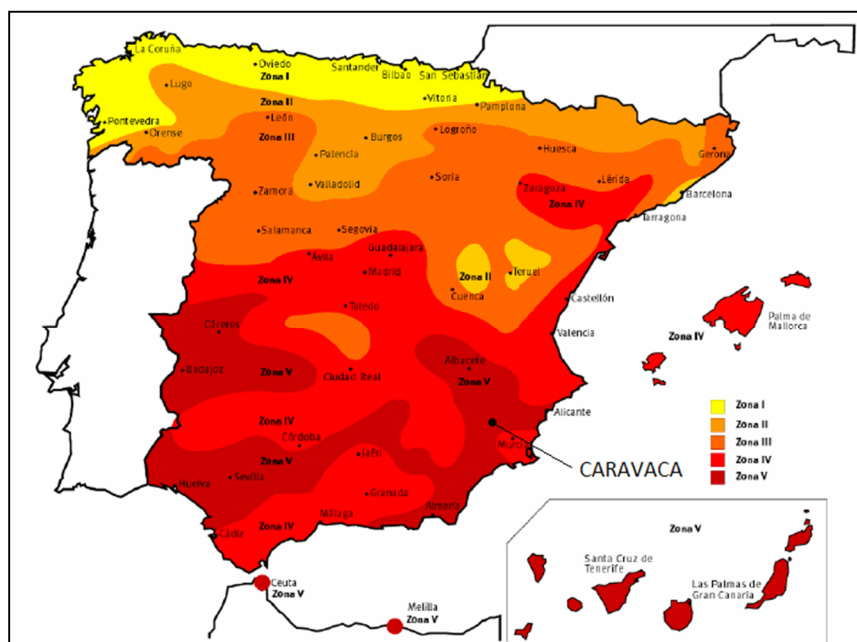 La Coruña
Oviedo
Santander
San Sebastián
Bilbao
Zona I
Lugo
Vitoria
Zona II
Pamplona
Pontevedra
León
Orense
Zona III
Burgos
Logroño
Palencia
Huesca
Gerona
Valladolid
Soria
Zaragoza
Lérida
Zamora
Barcelona
Zona IV
Tarragona
Salamanca
Segovia
Ávila
Guadalajara
Zona IV
Madrid
Zona II
Teruel
Cuenca
Toledo
Castellón
Palma de
Mallorca
Cáceres
Valencia
Zona IV
Badajoz
Zona V
Ciudad Real
Albacete
Zona V
Zona I
Alicante
Zona II
Zona IV
Zona III
Córdoba
Murcia
Zona IV
Zona V
Jaén
CARAVACA
Zona V
Sevilla
Huelva
Granada
Málaga
Almería
Cádiz
Zona IV
Zona V
Santa Cruz de
Tenerife
Ceuta
Zona V
Las Palmas de
Gran Canaria
Melilla
Zona V